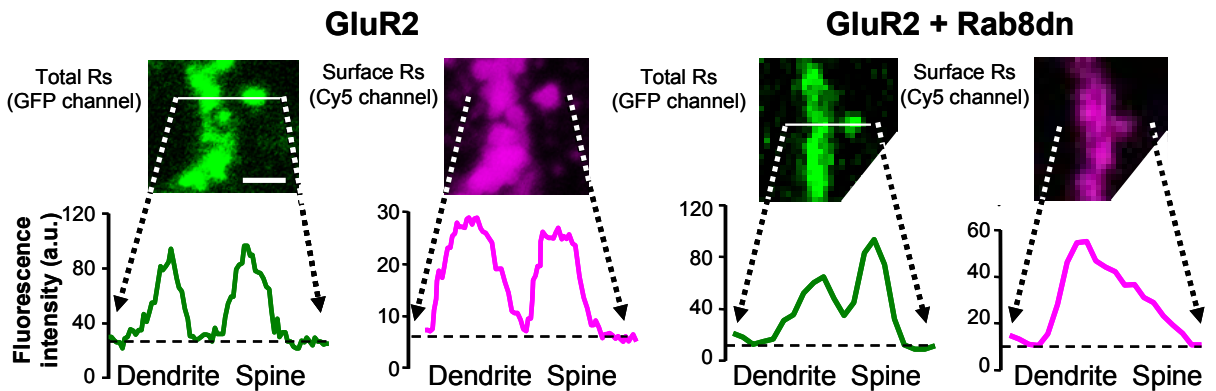 GluR2
GluR2 + Rab8dn
Total Rs
(GFP channel)
Surface Rs
(Cy5 channel)
Total Rs
(GFP channel)
Surface Rs
(Cy5 channel)
Fluorescence
intensity (a.u.)
120
80
40
0
Dendrite Spine
30
20
10
0
Dendrite Spine
120
80
40
0
Dendrite Spine
60
40
20
0
Dendrite Spine